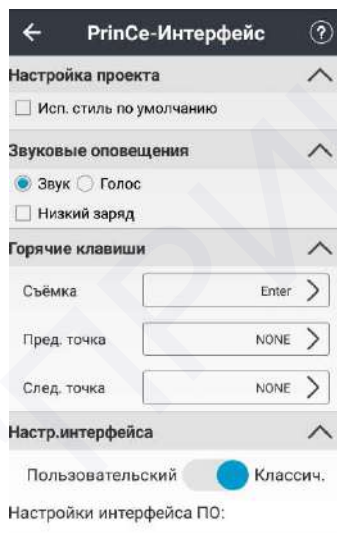 PrinCe-Интерфейс ?
Настройка проекта
Исп. стиль по умолчанию
Звуковые оповещения
Звук Голос
Низкий заряд
Горячие клавиши
Съёмка Enter
Пред. точка NONE
След. точка NONE
Настр.интерфейса
Пользовательский Классич.
Настройки интерфейса ПО: